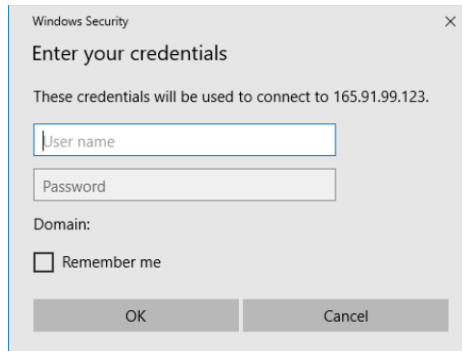 Windows Security
Enter your credentials
These credentials will be used to connect to 165.91.99.123.
User name
Password
Domain:
Remember me
OK
Cancel